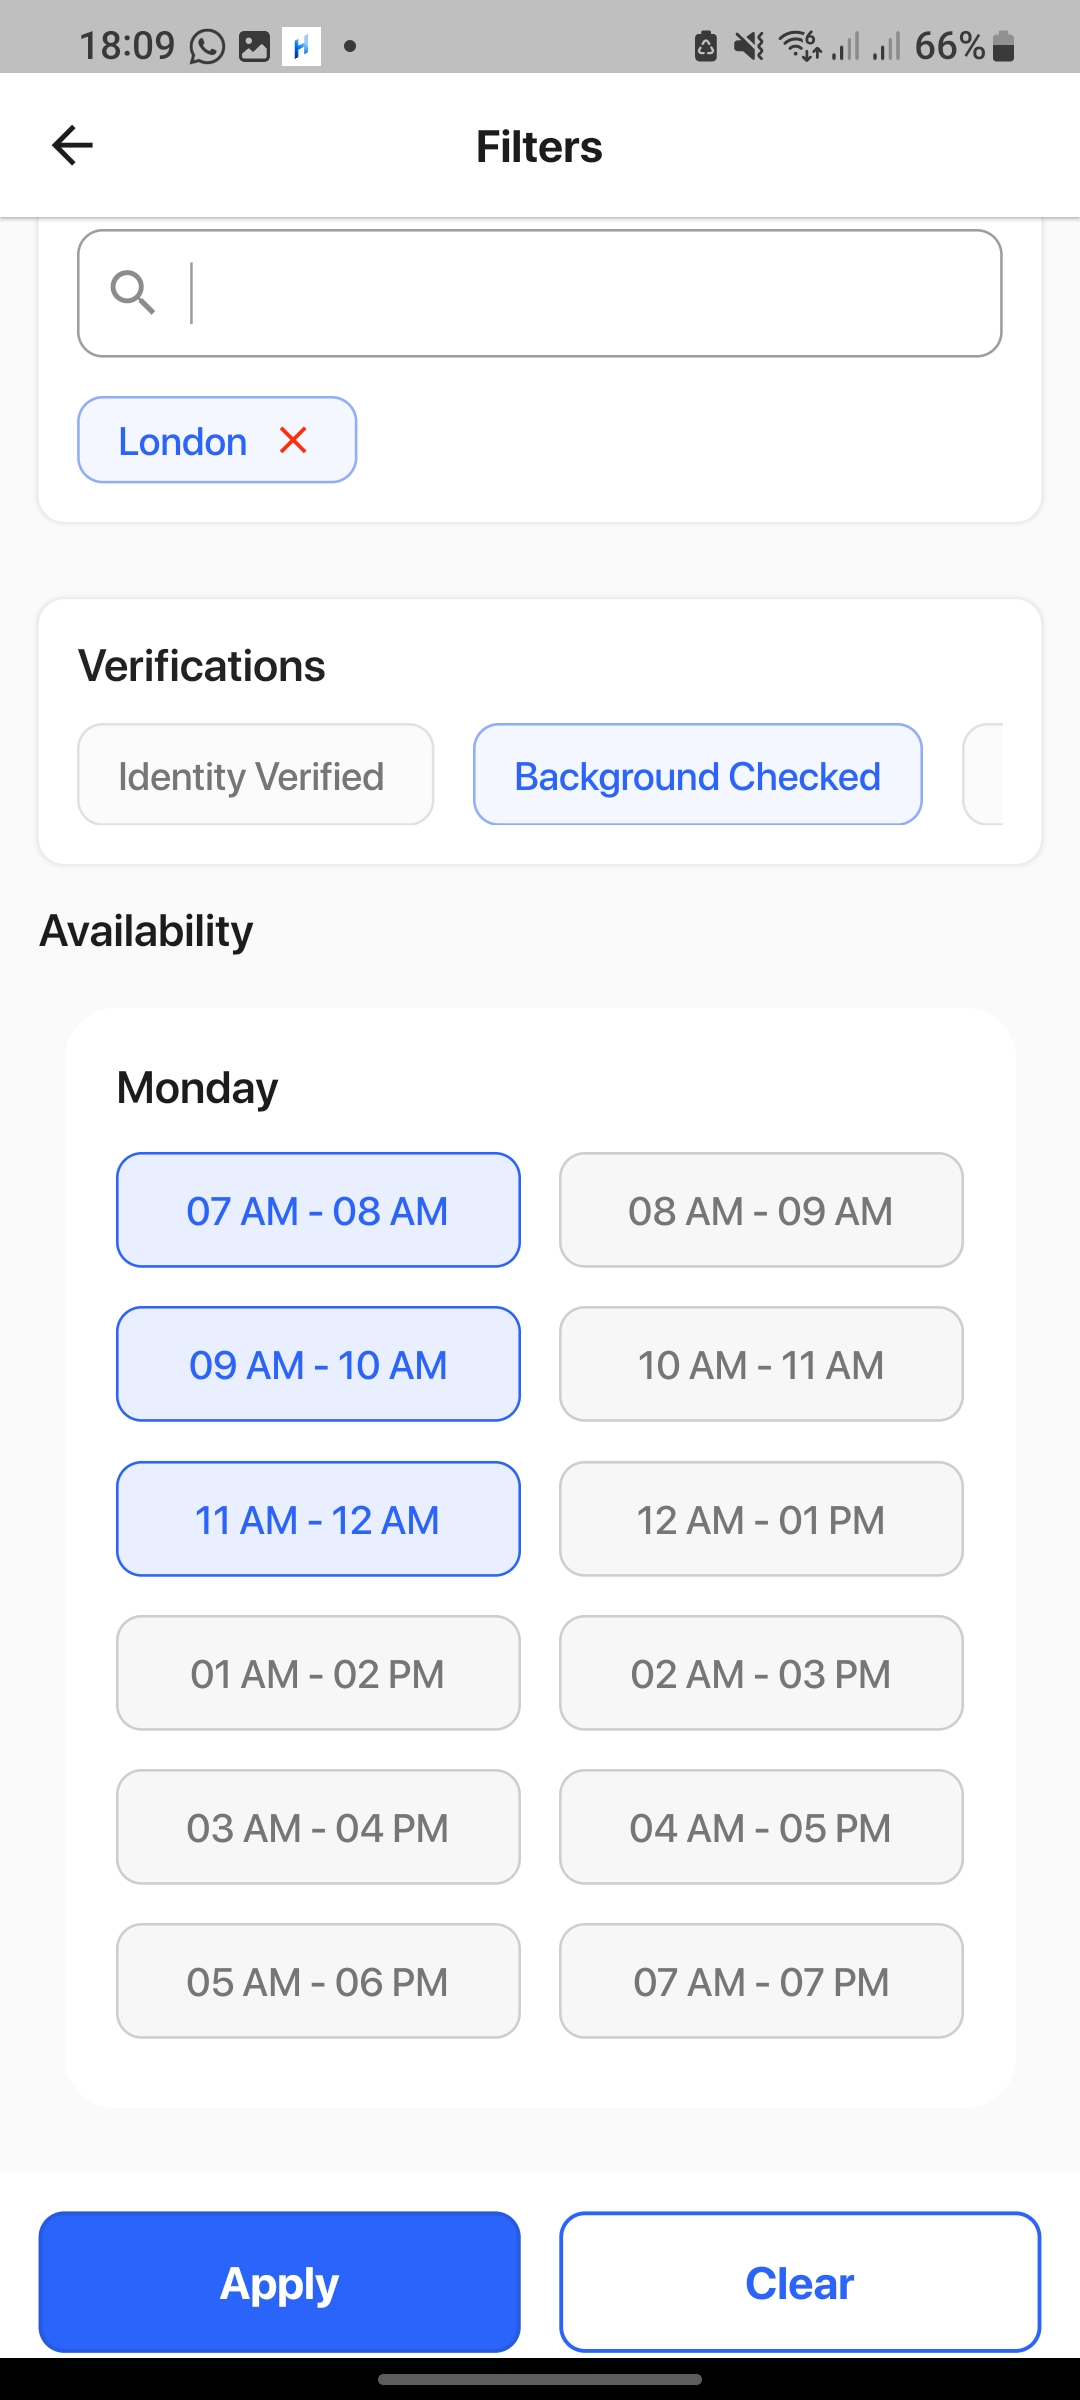 18:09 66%
Filters
London
Verifications
Identity Verified Background Checked
Availability
Monday
07 AM - 08 AM 08 AM - 09 AM
09 AM - 10 AM 10 AM - 11 AM
11 AM - 12 AM 12 AM - 01 PM
01 AM - 02 PM 02 AM - 03 PM
03 AM - 04 PM 04 AM - 05 PM
05 AM - 06 PM 07 AM - 07 PM
Apply Clear